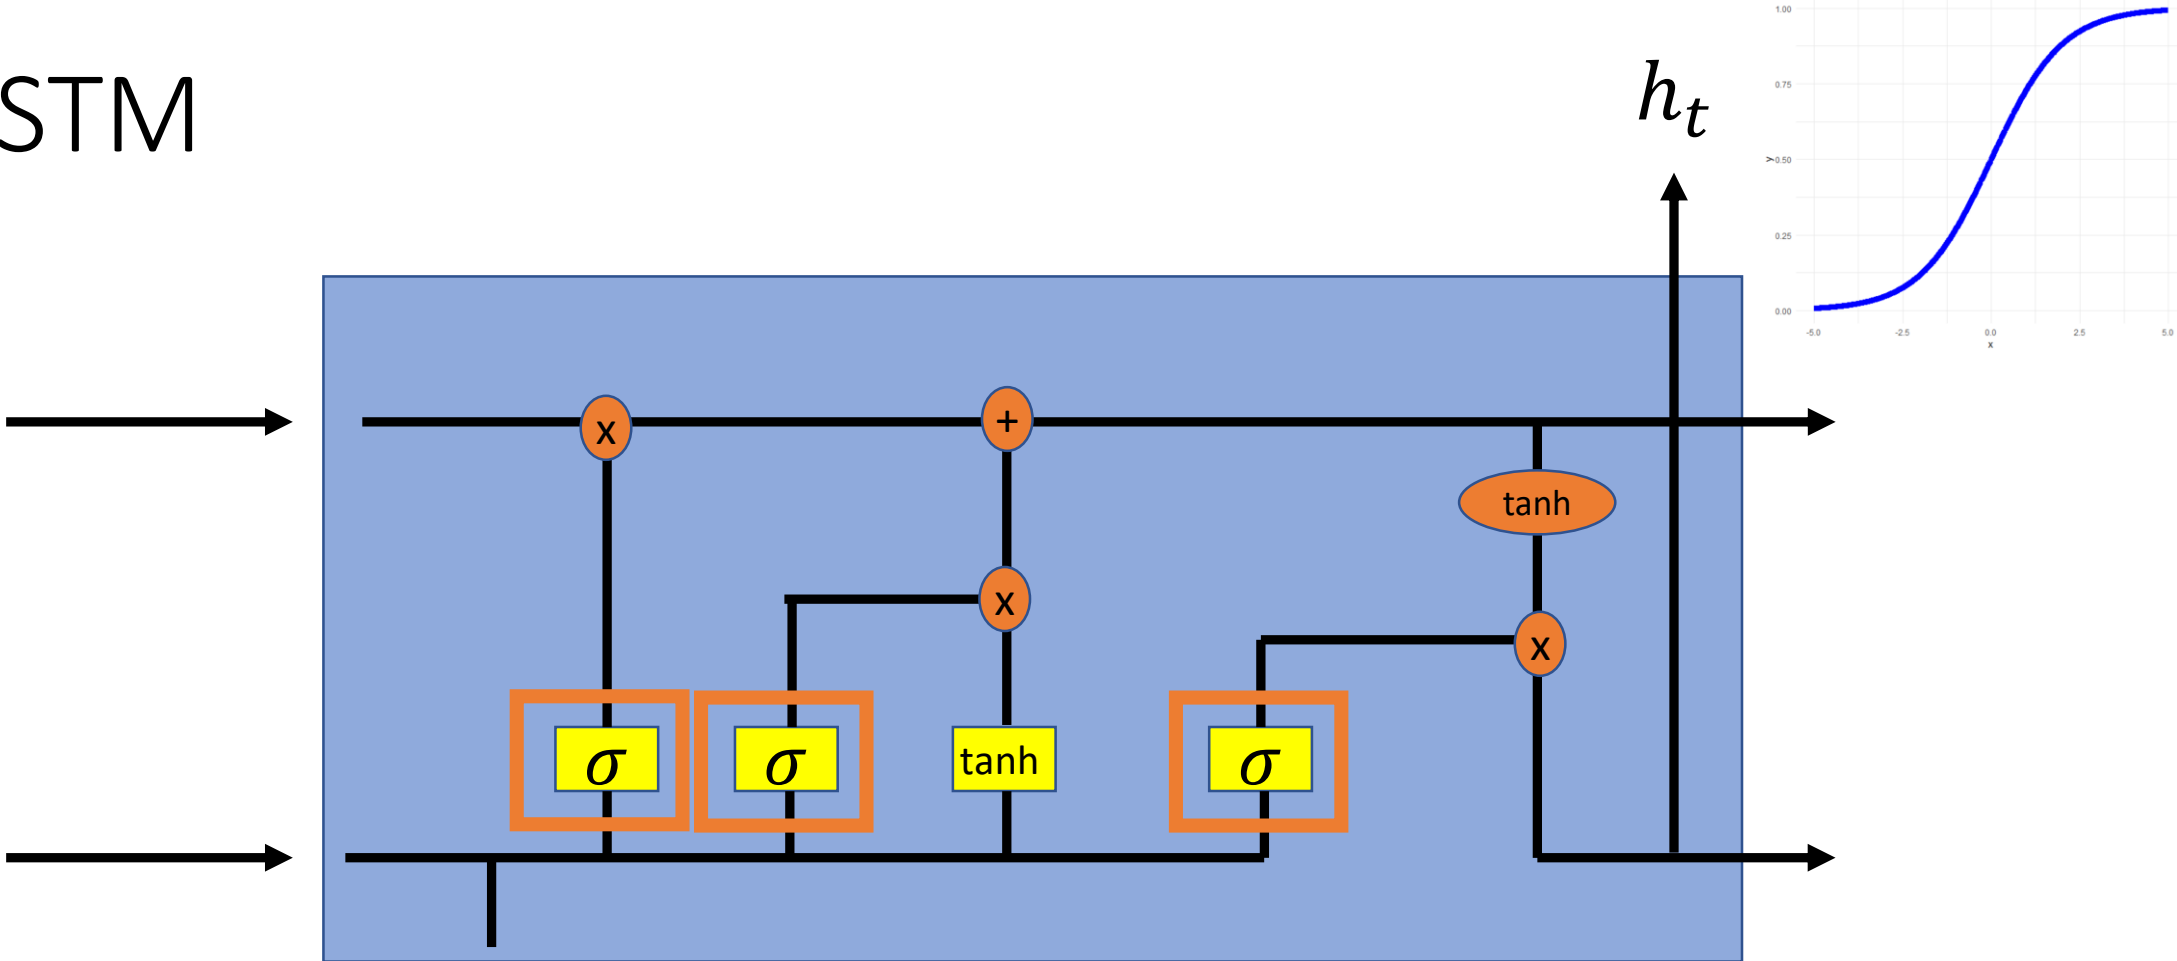 STM
h_t
1.00
0.75
y
0.50
0.25
0.00
-5.0 -2.5 0.0 2.5 5.0
x
x +
tanh
x
x
σ σ tanh σ